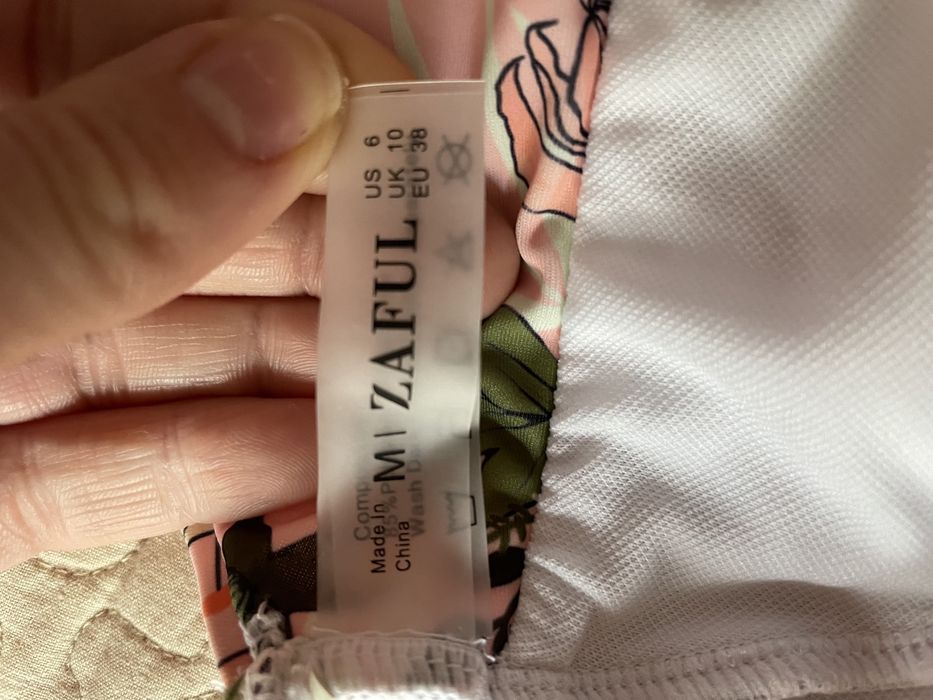 M | ZAFUL
US 6
UK 10
EU 38
Made in
China